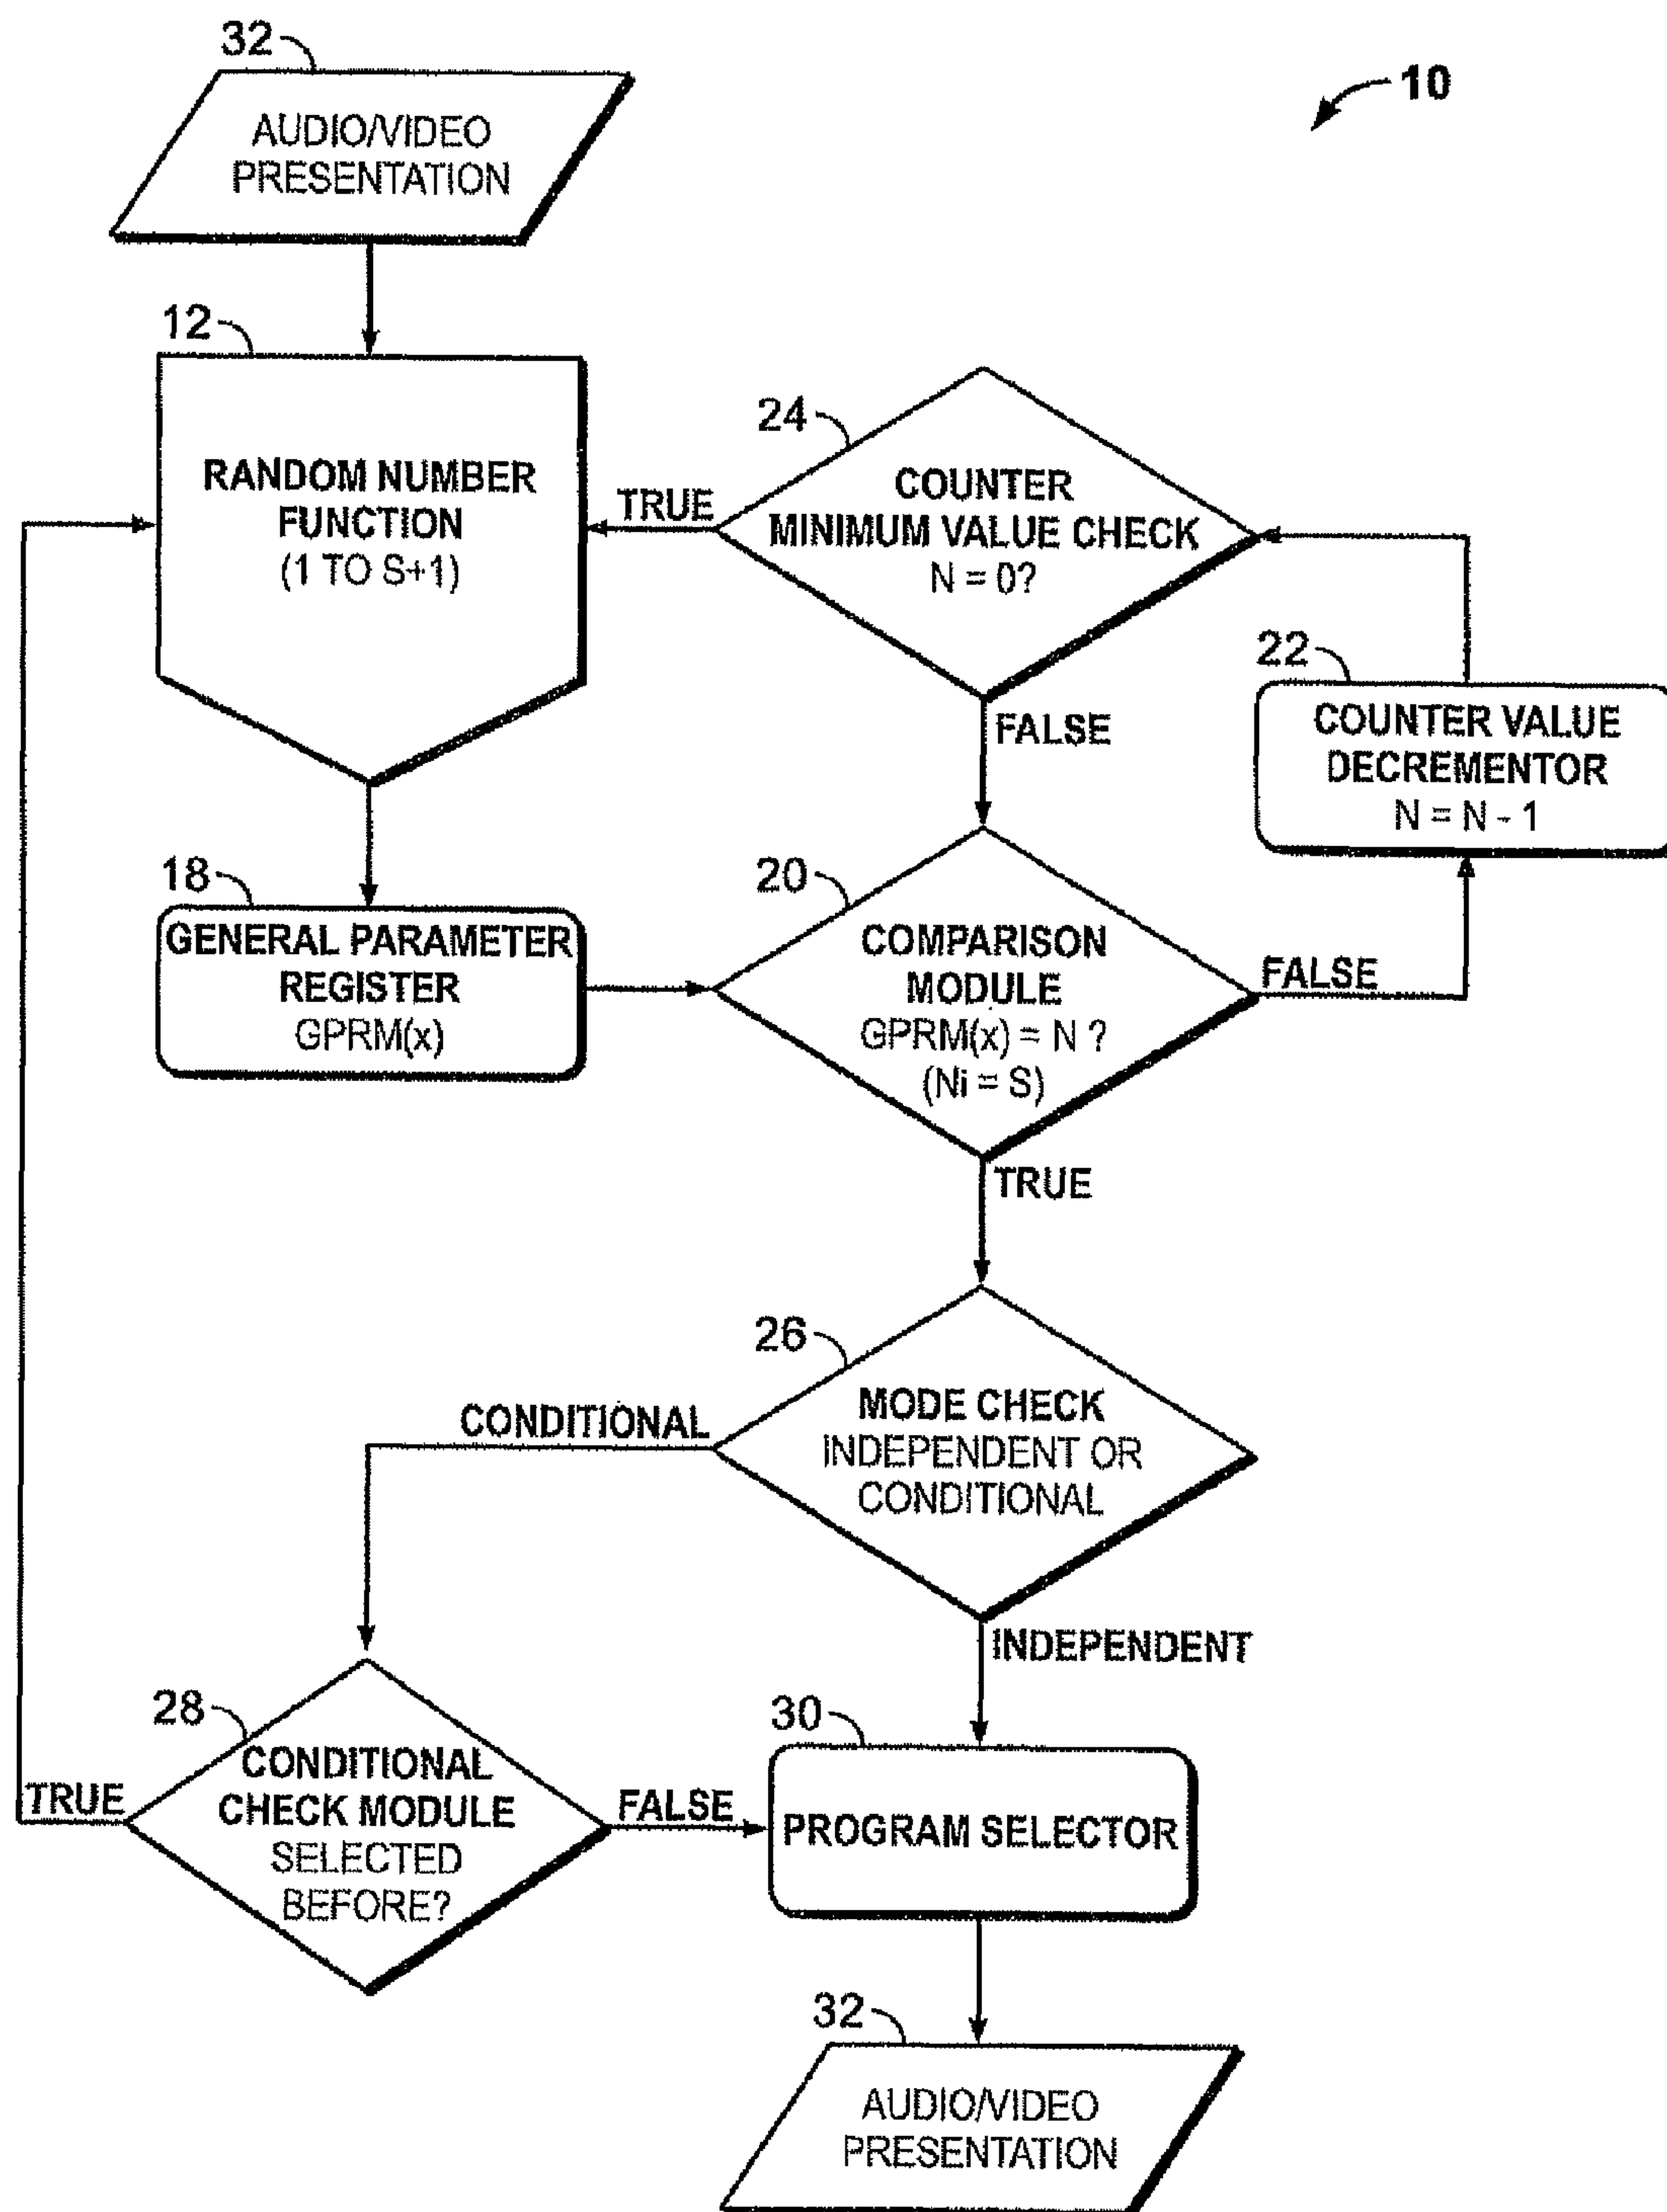 32
AUDIO/VIDEO
PRESENTATION
10
12
RANDOM NUMBER
FUNCTION
(1 TO S+1)
24
COUNTER
MINIMUM VALUE CHECK
N = 0?
TRUE
FALSE
22
COUNTER VALUE
DECREMENTOR
N = N - 1
18
GENERAL PARAMETER
REGISTER
GPRM(x)
20
COMPARISON
MODULE
GPRM(x) = N ?
(Ni = S)
FALSE
TRUE
26
MODE CHECK
INDEPENDENT OR
CONDITIONAL
CONDITIONAL
INDEPENDENT
28
CONDITIONAL
CHECK MODULE
SELECTED
BEFORE?
TRUE
FALSE
30
PROGRAM SELECTOR
32
AUDIO/VIDEO
PRESENTATION